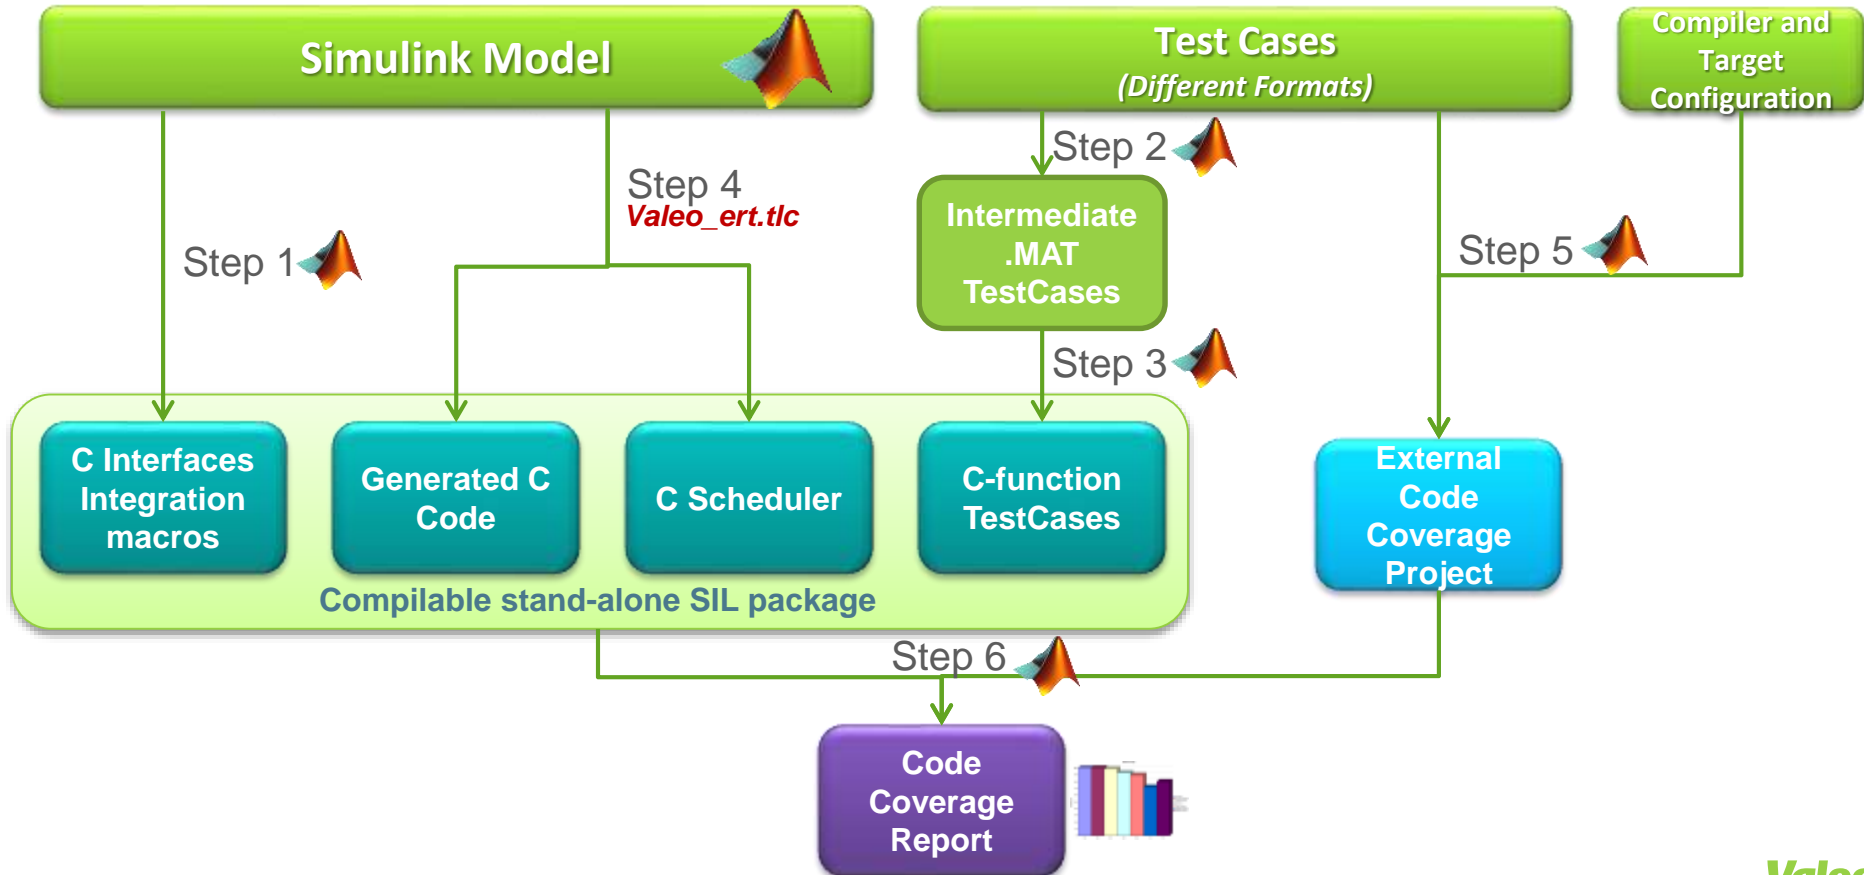 Simulink Model
Test Cases
(Different Formats)
Compiler and
Target
Configuration
Step 2
Step 4
Valeo_ert.tlc
Intermediate
.MAT
TestCases
Step 1
Step 5
Step 3
C Interfaces
Integration
macros
Generated C
Code
C Scheduler
C-function
TestCases
External
Code
Coverage
Project
Compilable stand-alone SIL package
Step 6
Code
Coverage
Report